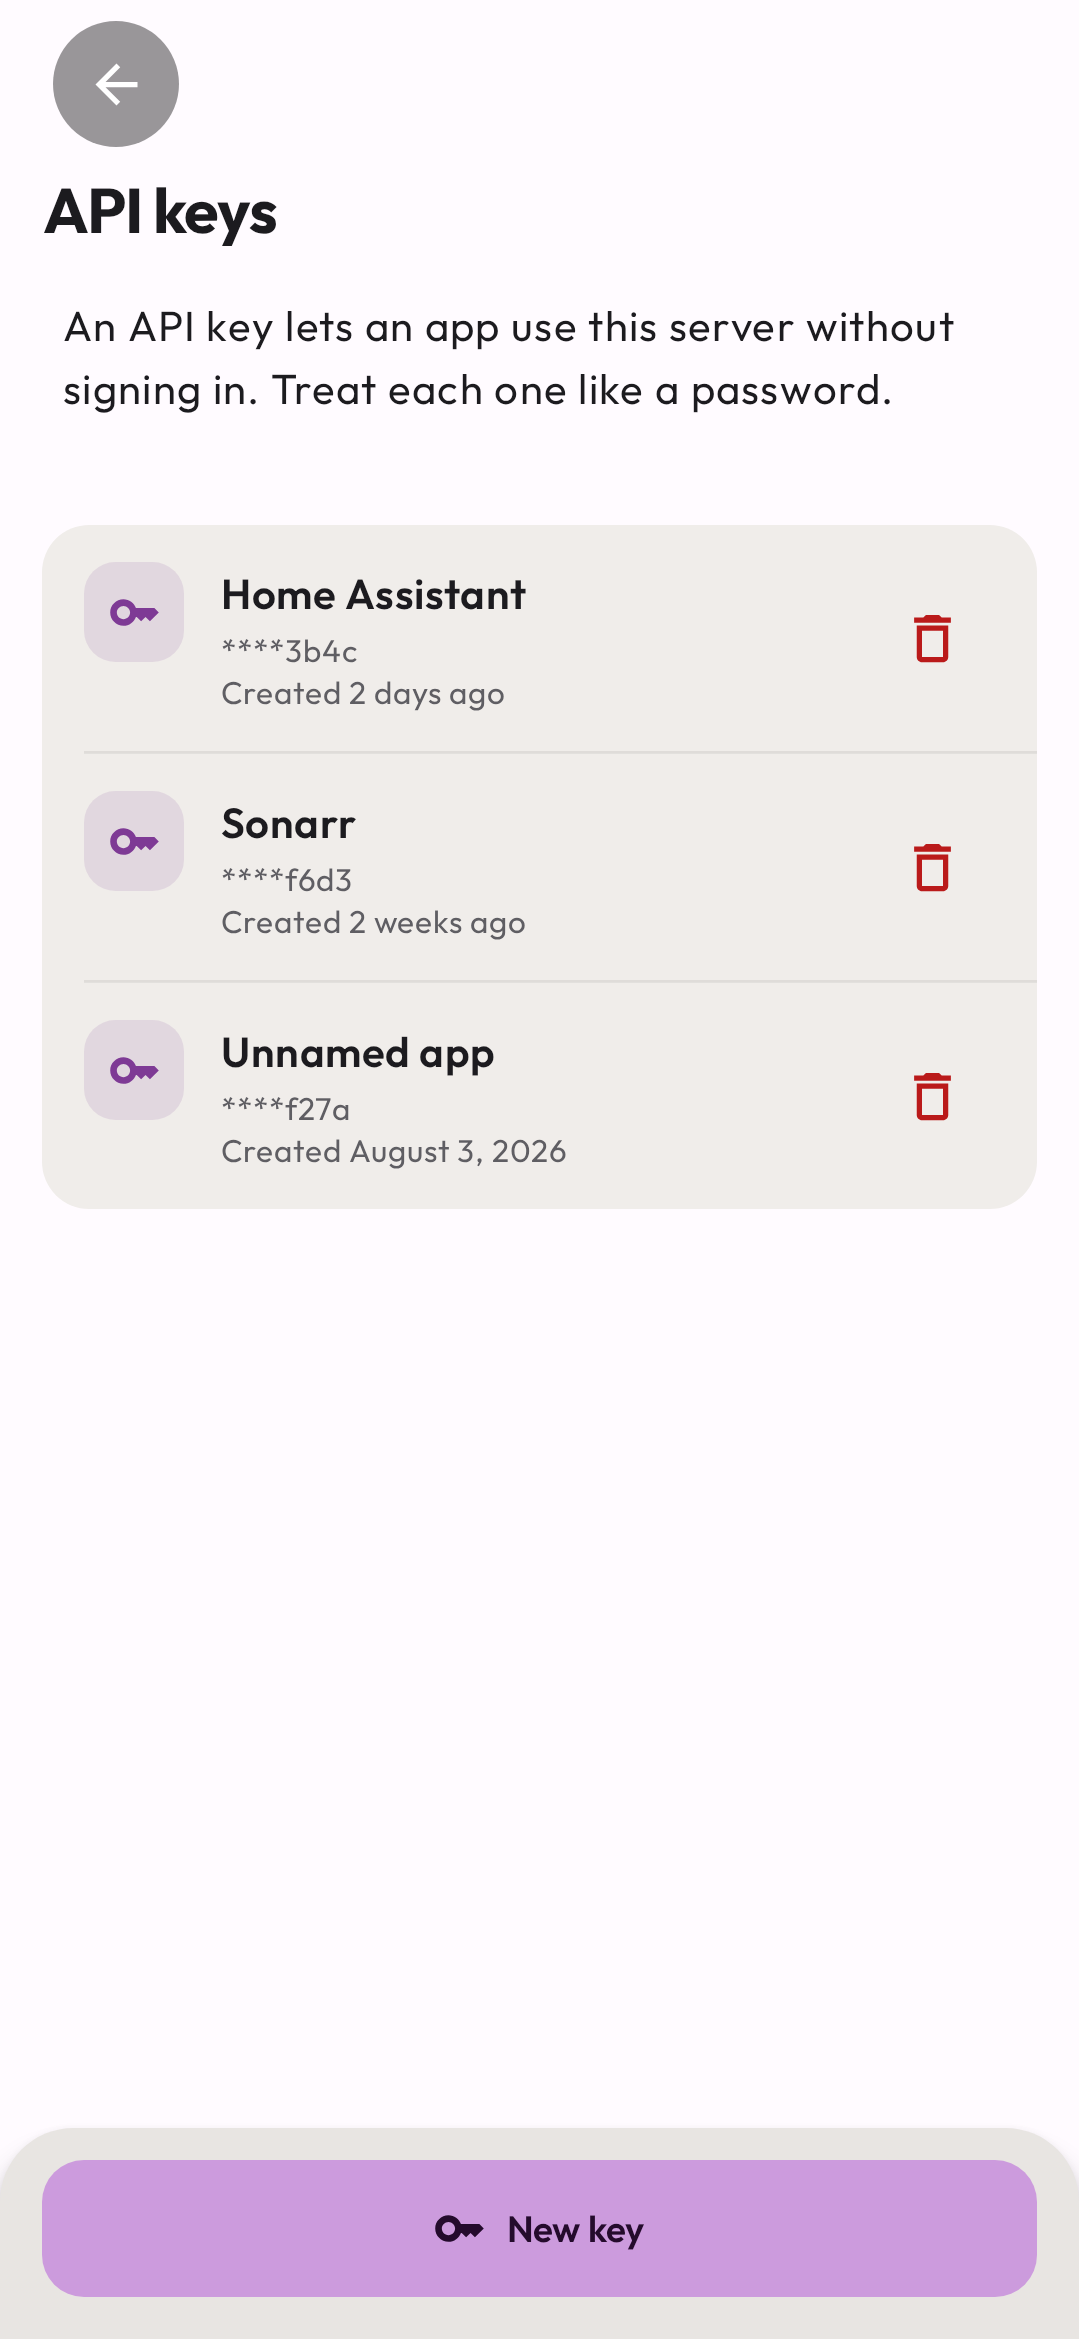 API keys
An API key lets an app use this server without
signing in. Treat each one like a password.
Home Assistant
****3b4c
Created 2 days ago
Sonarr
****f6d3
Created 2 weeks ago
Unnamed app
****f27a
Created August 3, 2026
New key